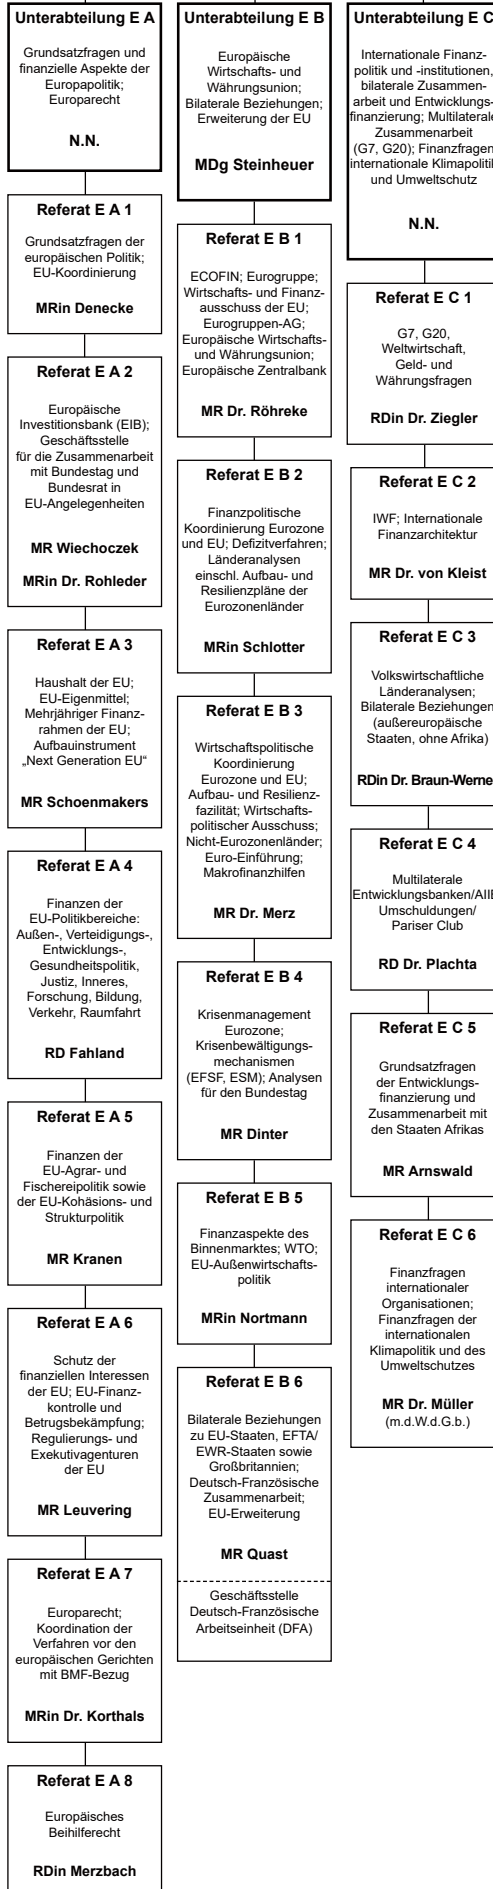 Unterabteilung E A
Grundsatzfragen und
finanzielle Aspekte der
Europapolitik;
Europarecht
N.N.
Referat E A 1
Grundsatzfragen der
europäischen Politik;
EU-Koordinierung
MRin Denecke
Referat E A 2
Europäische
Investitionsbank (EIB);
Geschäftsstelle
für die Zusammenarbeit
mit Bundestag und
Bundesrat in
EU-Angelegenheiten
MR Wiechoczek
MRin Dr. Rohleder
Referat E A 3
Haushalt der EU;
EU-Eigenmittel;
Mehrjähriger Finanz-
rahmen der EU;
Aufbauinstrument
„Next Generation EU“
MR Schoenmakers
Referat E A 4
Finanzen der
EU-Politikbereiche:
Außen-, Verteidigungs-,
Entwicklungs-,
Gesundheitspolitik,
Justiz, Inneres,
Forschung, Bildung,
Verkehr, Raumfahrt
RD Fahland
Referat E A 5
Finanzen der
EU-Agrar- und
Fischereipolitik sowie
der EU-Kohäsions- und
Strukturpolitik
MR Kranen
Referat E A 6
Schutz der
finanziellen Interessen
der EU; EU-Finanz-
kontrolle und
Betrugsbekämpfung;
Regulierungs- und
Exekutivagenturen
der EU
MR Leuvering
Referat E A 7
Europarecht;
Koordination der
Verfahren vor den
europäischen Gerichten
mit BMF-Bezug
MRin Dr. Korthals
Referat E A 8
Europäisches
Beihilferecht
RDin Merzbach
Unterabteilung E B
Europäische
Wirtschafts- und
Währungsunion;
Bilaterale Beziehungen;
Erweiterung der EU
MDg Steinheuer
Referat E B 1
ECOFIN; Eurogruppe;
Wirtschafts- und Finanz-
ausschuss der EU;
Eurogruppen-AG;
Europäische Wirtschafts-
und Währungsunion;
Europäische Zentralbank
MR Dr. Röhreke
Referat E B 2
Finanzpolitische
Koordinierung Eurozone
und EU; Defizitverfahren;
Länderanalysen
einschl. Aufbau- und
Resilienzpläne der
Eurozonenländer
MRin Schlotter
Referat E B 3
Wirtschaftspolitische
Koordinierung
Eurozone und EU;
Aufbau- und Resilienz-
fazilität; Wirtschafts-
politischer Ausschuss;
Nicht-Eurozonenländer;
Euro-Einführung;
Makrofinanzhilfen
MR Dr. Merz
Referat E B 4
Krisenmanagement
Eurozone;
Krisenbewältigungs-
mechanismen
(EFSF, ESM); Analysen
für den Bundestag
MR Dinter
Referat E B 5
Finanzaspekte des
Binnenmarktes; WTO;
EU-Außenwirtschafts-
politik
MRin Nortmann
Referat E B 6
Bilaterale Beziehungen
zu EU-Staaten, EFTA/
EWR-Staaten sowie
Großbritannien;
Deutsch-Französische
Zusammenarbeit;
EU-Erweiterung
MR Quast
Geschäftsstelle
Deutsch-Französische
Arbeitseinheit (DFA)
Unterabteilung E C
Internationale Finanz-
politik und -institutionen,
bilaterale Zusammen-
arbeit und Entwicklungs-
finanzierung; Multilaterale
Zusammenarbeit
(G7, G20); Finanzfragen
internationale Klimapolitik
und Umweltschutz
N.N.
Referat E C 1
G7, G20,
Weltwirtschaft,
Geld- und
Währungsfragen
RDin Dr. Ziegler
Referat E C 2
IWF; Internationale
Finanzarchitektur
MR Dr. von Kleist
Referat E C 3
Volkswirtschaftliche
Länderanalysen;
Bilaterale Beziehungen
(außereuropäische
Staaten, ohne Afrika)
RDin Dr. Braun-Werne
Referat E C 4
Multilaterale
Entwicklungsbanken/AIIB
Umschuldungen/
Pariser Club
RD Dr. Plachta
Referat E C 5
Grundsatzfragen
der Entwicklungs-
finanzierung und
Zusammenarbeit mit
den Staaten Afrikas
MR Arnswald
Referat E C 6
Finanzfragen
internationaler
Organisationen;
Finanzfragen der
internationalen
Klimapolitik und des
Umweltschutzes
MR Dr. Müller
(m.d.W.d.G.b.)